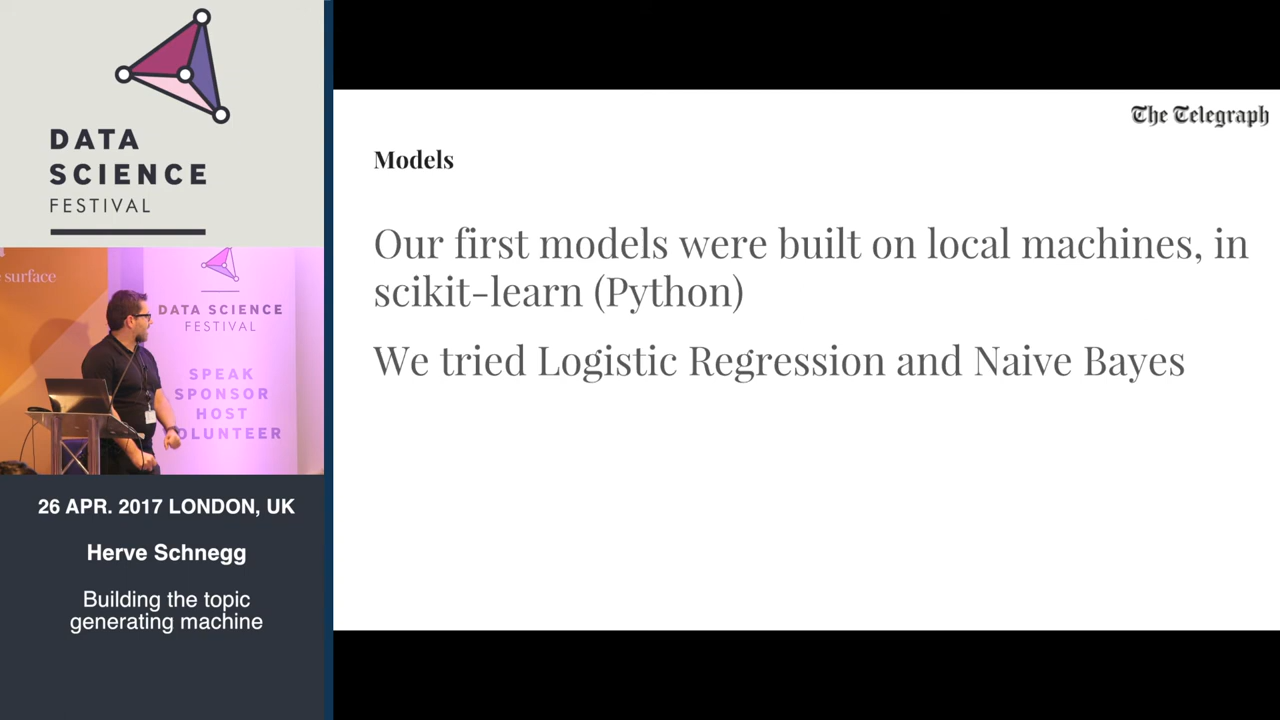 DATA
SCIENCE
FESTIVAL
surface
DATA SCIENCE
FESTIVAL
SPEAK
SPONSOR
HOST
OLUNTEER
26 APR. 2017 LONDON, UK
Herve Schnegg
Building the topic
generating machine
The Telegraph
Models
Our first models were built on local machines, in
scikit-learn (Python)
We tried Logistic Regression and Naive Bayes